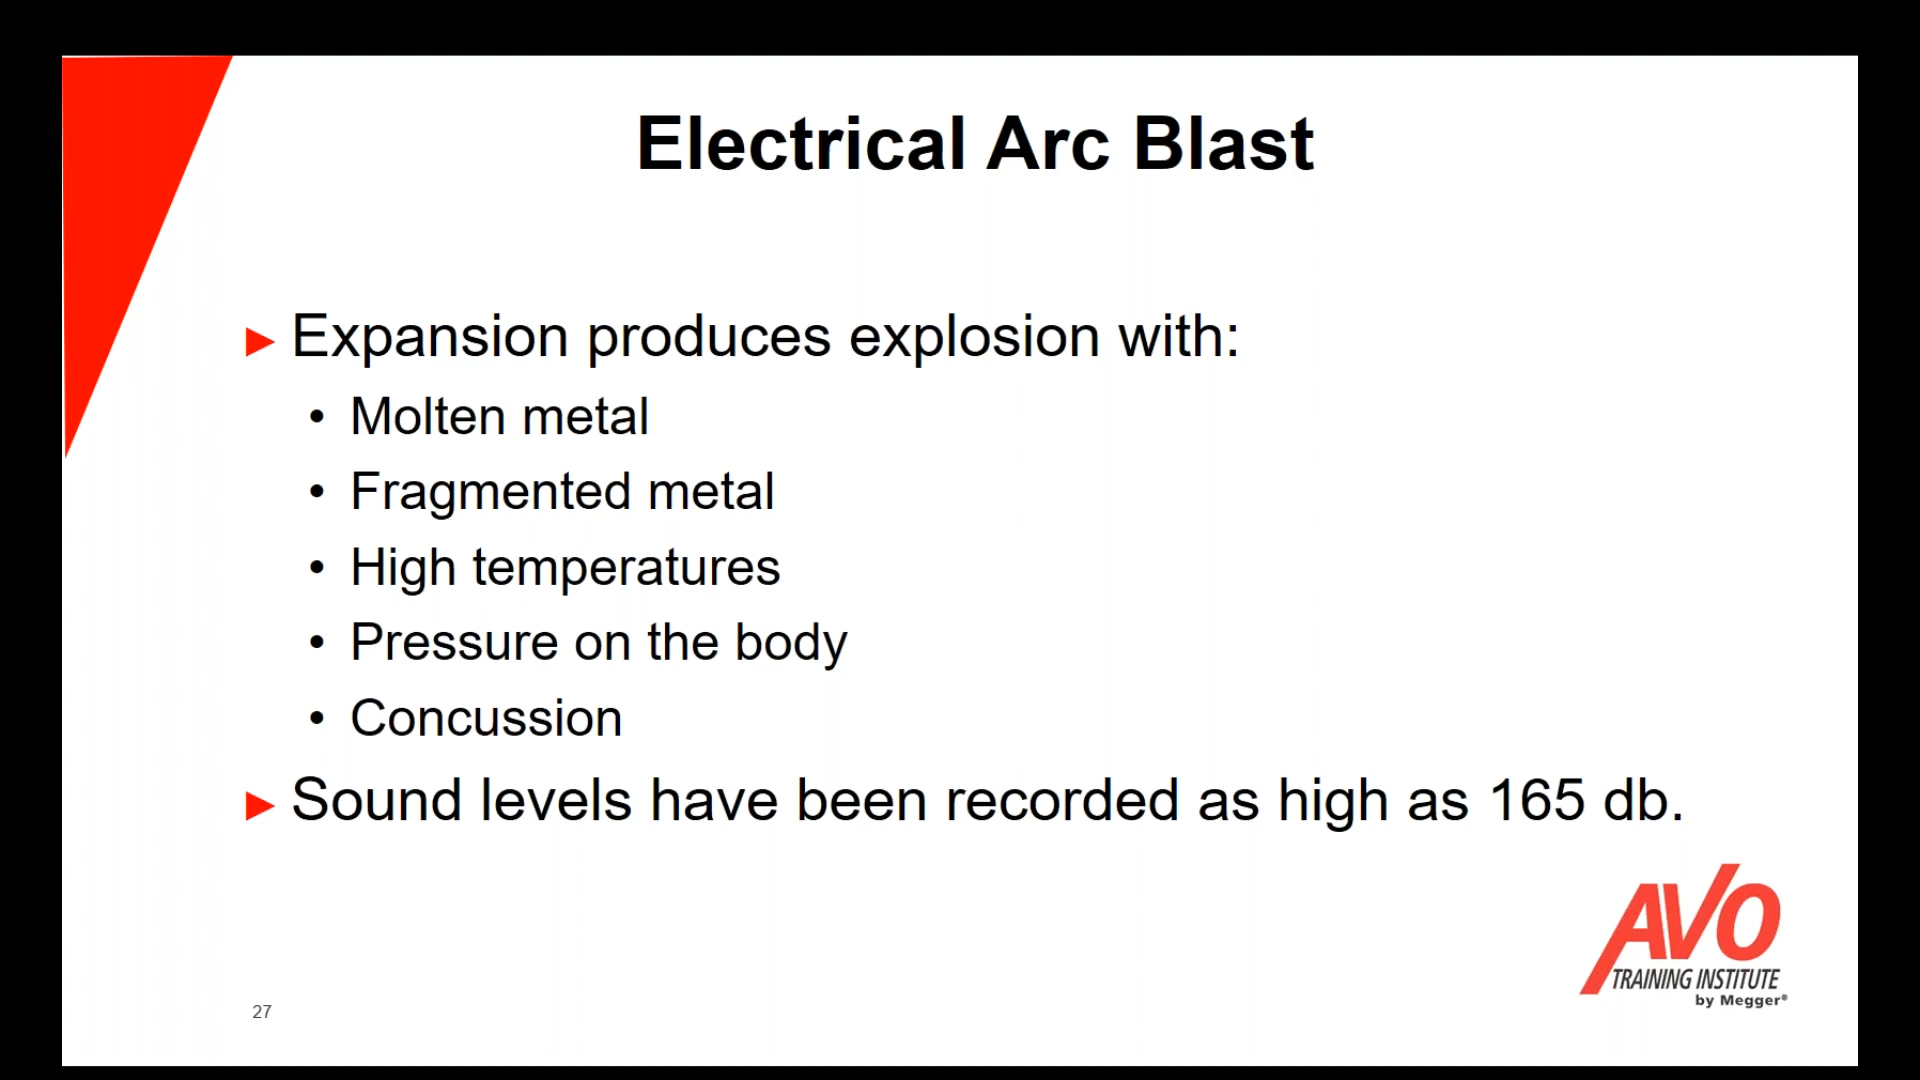 Electrical Arc Blast
► Expansion produces explosion with:
• Molten metal
• Fragmented metal
• High temperatures
• Pressure on the body
• Concussion
► Sound levels have been recorded as high as 165 db.
AVO
TRAINING INSTITUTE
by Megger®
27